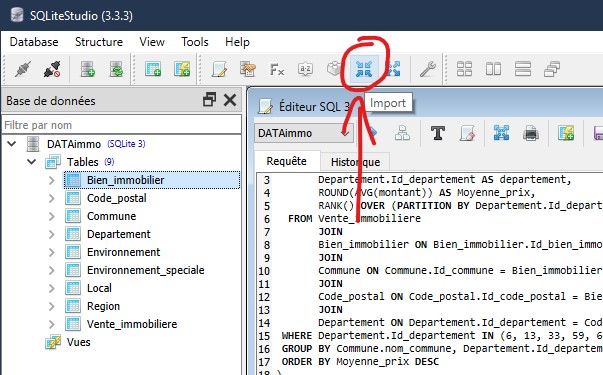 SQLiteStudio (3.3.3)
Database Structure View Tools Help
Import
Base de données
Filtre par nom
DATAimmo (SQLite 3)
Tables (9)
Bien_immobilier
Code_postal
Commune
Departement
Environnement
Environnement_speciale
Local
Region
Vente_immobiliere
Vues
Éditeur SQL 3
DATAimmo
Requête Historique
3 Departement.Id_departement AS departement,
4 ROUND(AVG(montant)) AS Moyenne_prix,
5 RANK() OVER (PARTITION BY Departement.Id_depart
6 FROM Vente_immobiliere
7 JOIN
8 Bien_immobilier ON Bien_immobilier.Id_bien_immo
9 JOIN
10 Commune ON Commune.Id_commune = Bien_immobilier
11 JOIN
12 Code_postal ON Code_postal.Id_code_postal = Bie
13 JOIN
14 Departement ON Departement.Id_departement = Cod
15 WHERE Departement.Id_departement IN (6, 13, 33, 59, 6
16 GROUP BY Commune.nom_commune, Departement.Id_departem
17 ORDER BY Moyenne_prix DESC